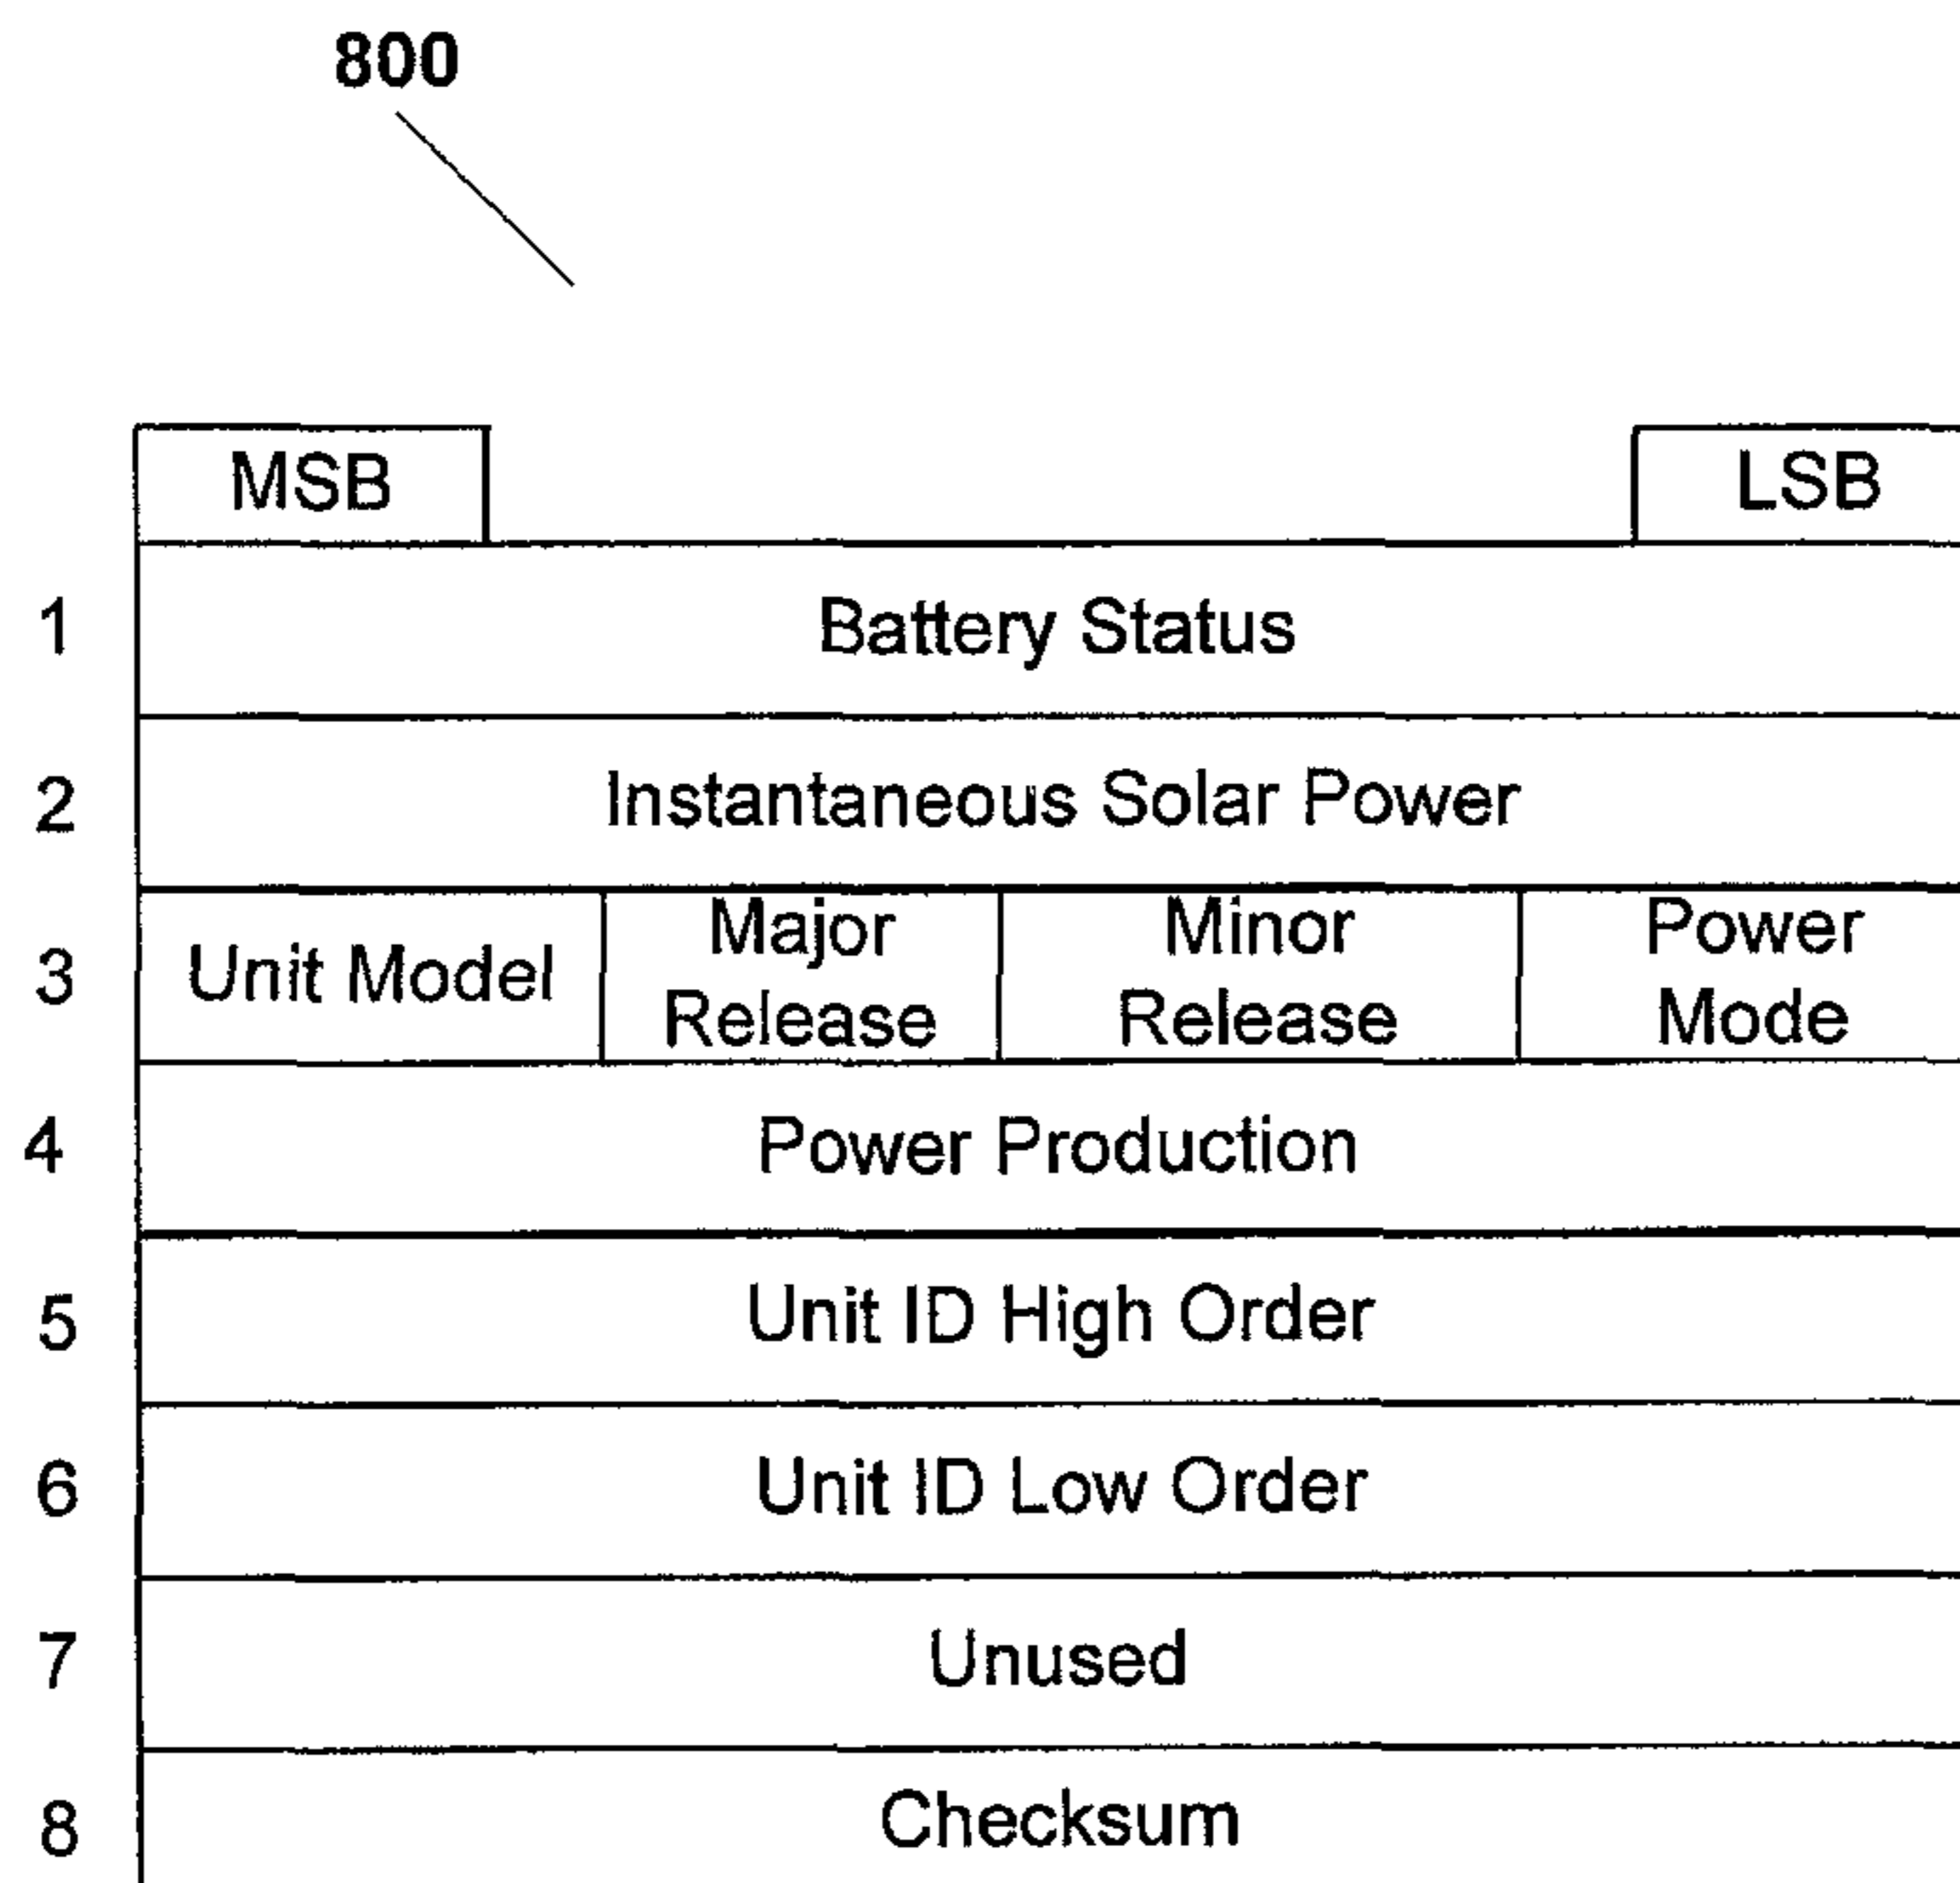 800
MSB LSB
1 Battery Status
2 Instantaneous Solar Power
3 Unit Model Major Release Minor Release Power Mode
4 Power Production
5 Unit ID High Order
6 Unit ID Low Order
7 Unused
8 Checksum